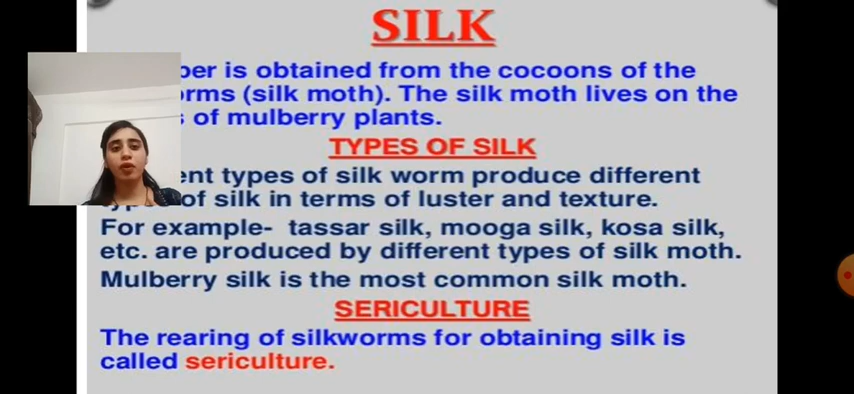 SILK
is obtained from the cocoons of the
(silk moth). The silk moth lives on the
of mulberry plants.
TYPES OF SILK
types of silk worm produce different
of silk in terms of luster and texture.
For example- tassar silk, mooga silk, kosa silk,
etc. are produced by different types of silk moth.
Mulberry silk is the most common silk moth.
SERICULTURE
The rearing of silkworms for obtaining silk is
called sericulture.